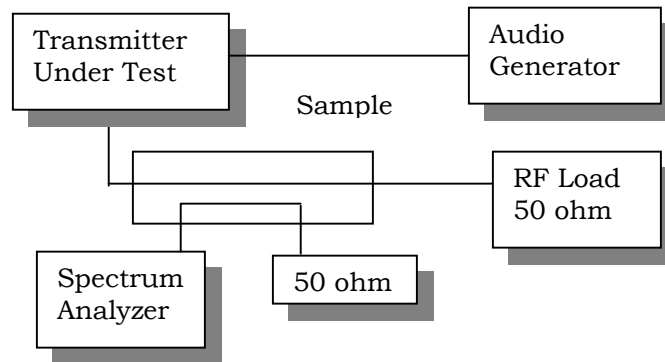 Transmitter
Under Test
Audio
Generator
Sample
RF Load
50 ohm
Spectrum
Analyzer
50 ohm